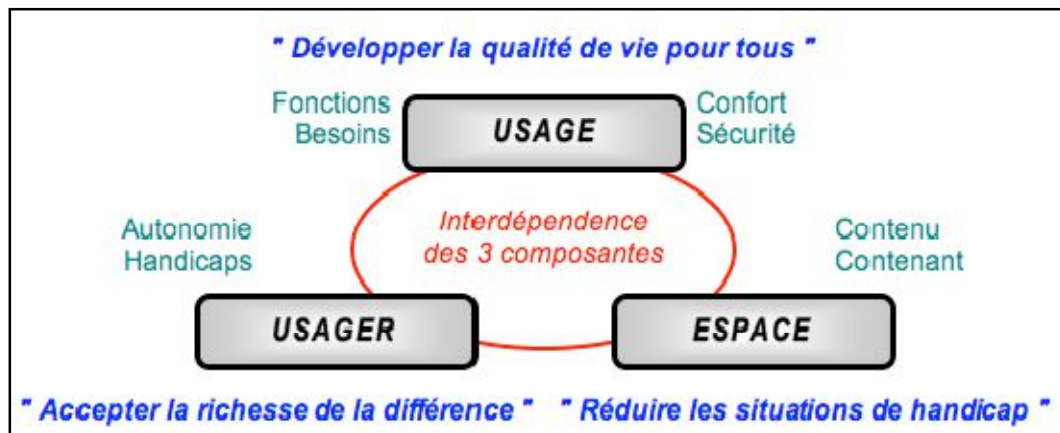 " Développer la qualité de vie pour tous "
Fonctions
Besoins
USAGE
Confort
Sécurité
Interdépendence
des 3 composantes
Autonomie
Handicaps
Contenu
Contenant
USAGER
ESPACE
" Accepter la richesse de la différence "
" Réduire les situations de handicap "